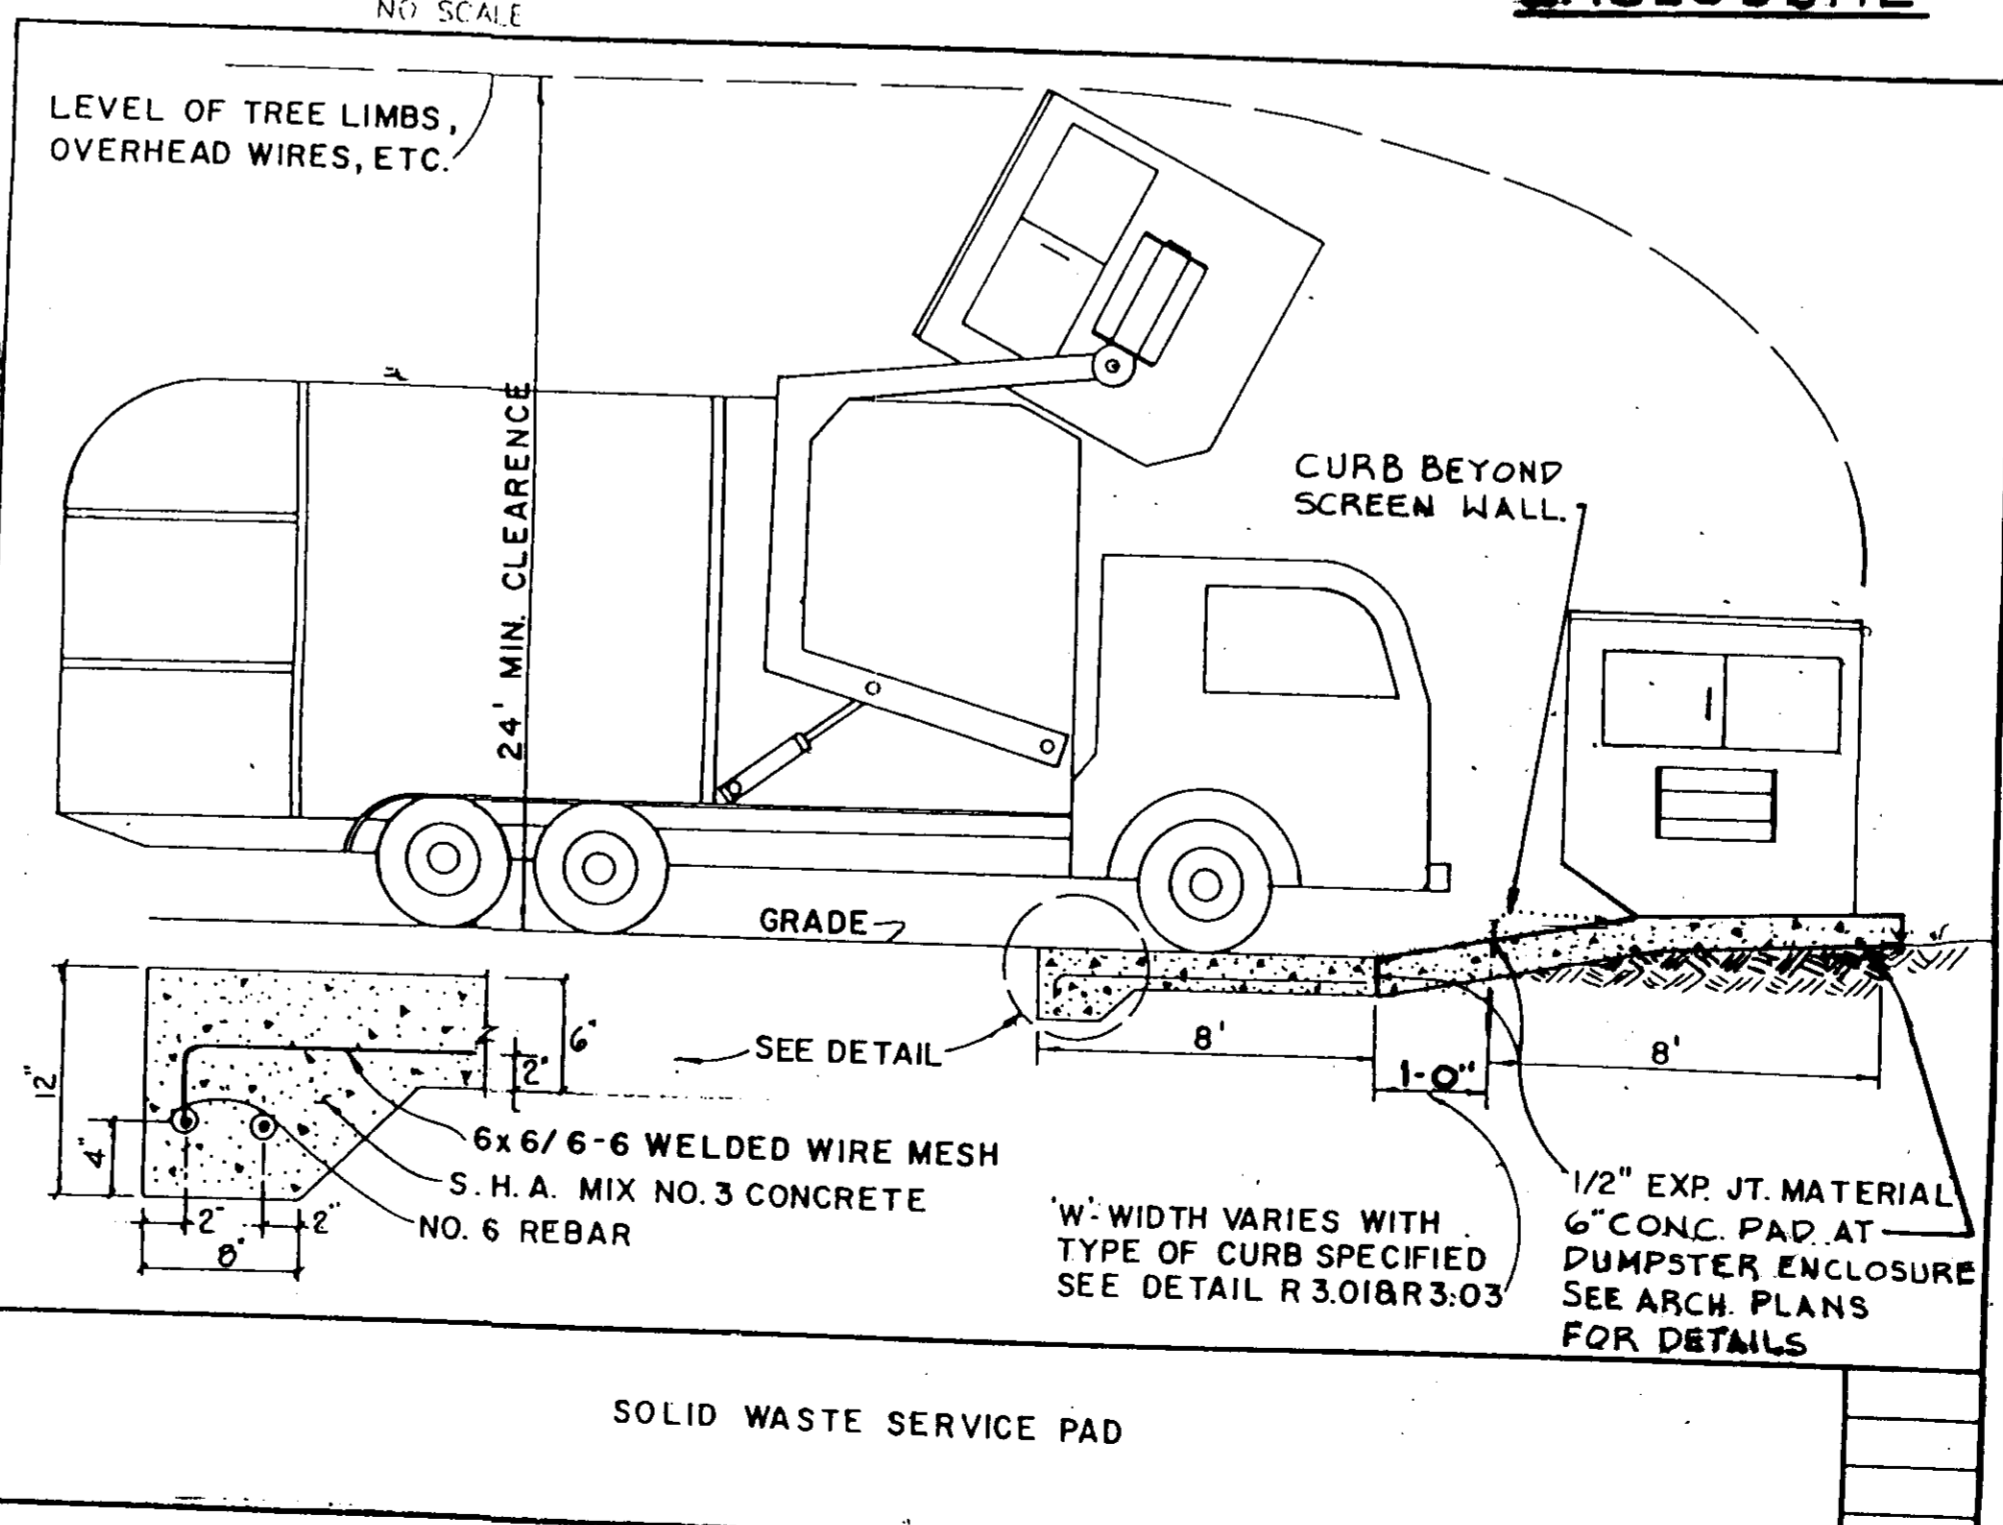 NO SCALE
LEVEL OF TREE LIMBS,
OVERHEAD WIRES, ETC.
24' MIN. CLEARENCE
CURB BEYOND
SCREEN WALL.
GRADE
SEE DETAIL
8'
1-0"
8'
12"
4"
6"
2"
2"
2"
8"
6x6/6-6 WELDED WIRE MESH
S.H.A. MIX NO. 3 CONCRETE
NO. 6 REBAR
'W'-WIDTH VARIES WITH
TYPE OF CURB SPECIFIED
SEE DETAIL R 3.01&R3:03
1/2" EXP. JT. MATERIAL
6" CONC. PAD AT
DUMPSTER ENCLOSURE
SEE ARCH. PLANS
FOR DETAILS
SOLID WASTE SERVICE PAD